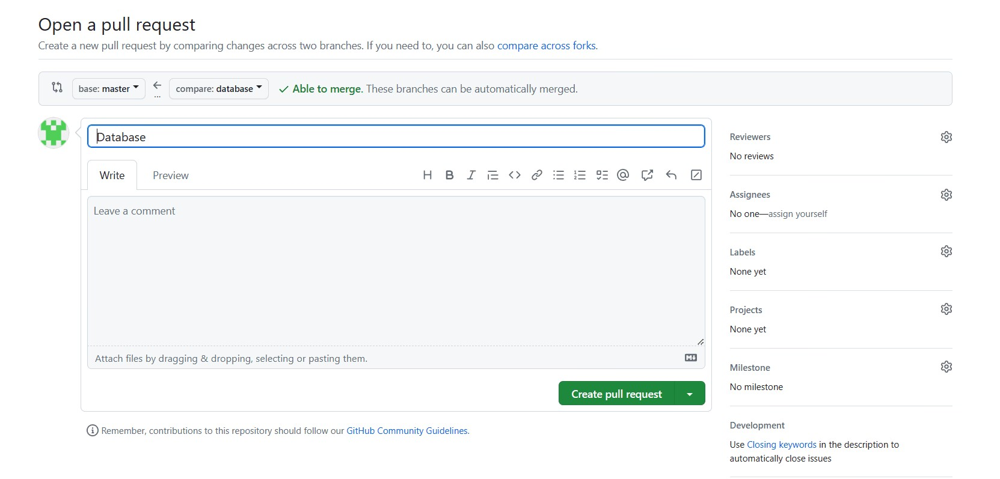 Open a pull request
Create a new pull request by comparing changes across two branches. If you need to, you can also compare across forks.
base: master
...
compare: database
Able to merge. These branches can be automatically merged.
Database
Write
Preview
Leave a comment
Attach files by dragging & dropping, selecting or pasting them.
Create pull request
Remember, contributions to this repository should follow our GitHub Community Guidelines.
Reviewers
No reviews
Assignees
No one—assign yourself
Labels
None yet
Projects
None yet
Milestone
No milestone
Development
Use Closing keywords in the description to
automatically close issues